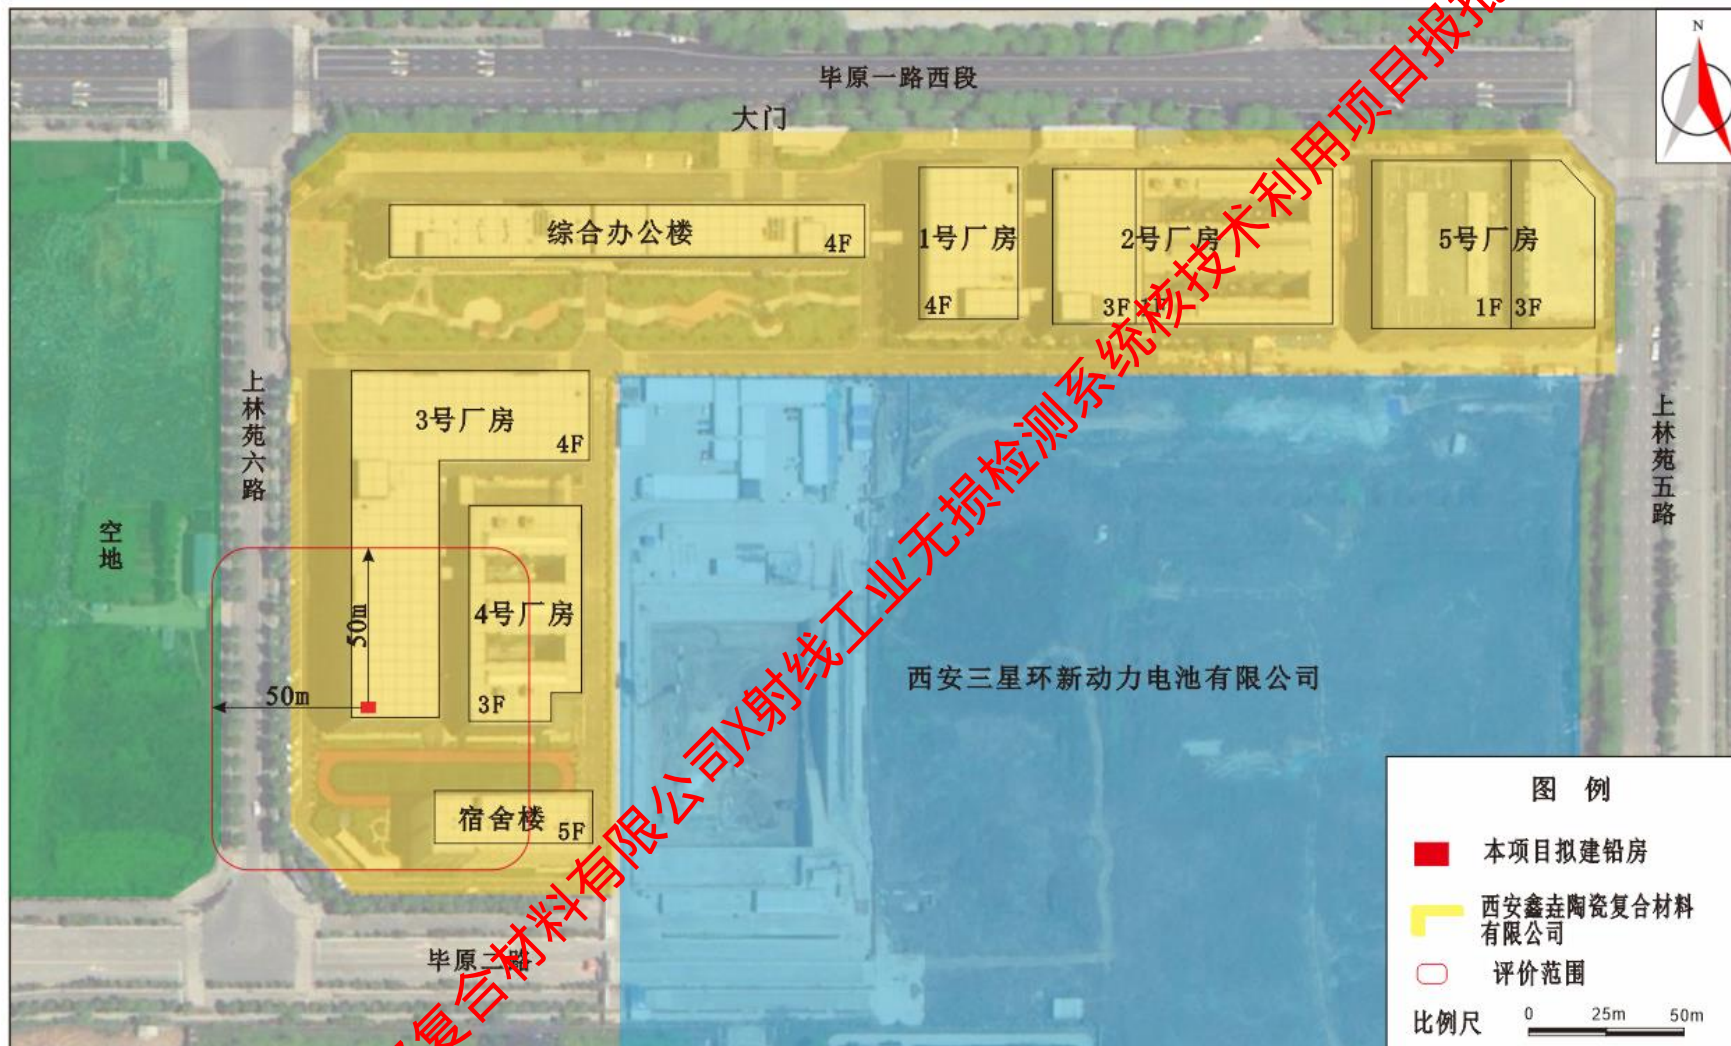 N
毕原一路西段
大门
综合办公楼
4F
1号厂房
4F
2号厂房
3F 1F
5号厂房
1F 3F
上林苑六路
3号厂房
4F
上林苑五路
空地
50m
4号厂房
3F
50m
西安三星环新动力电池有限公司
宿舍楼 5F
毕原二路
复合材料有限公司X射线工业无损检测系统核技术利用项目报批
图 例
本项目拟建铅房
西安鑫垚陶瓷复合材料
有限公司
评价范围
比例尺 0 25m 50m